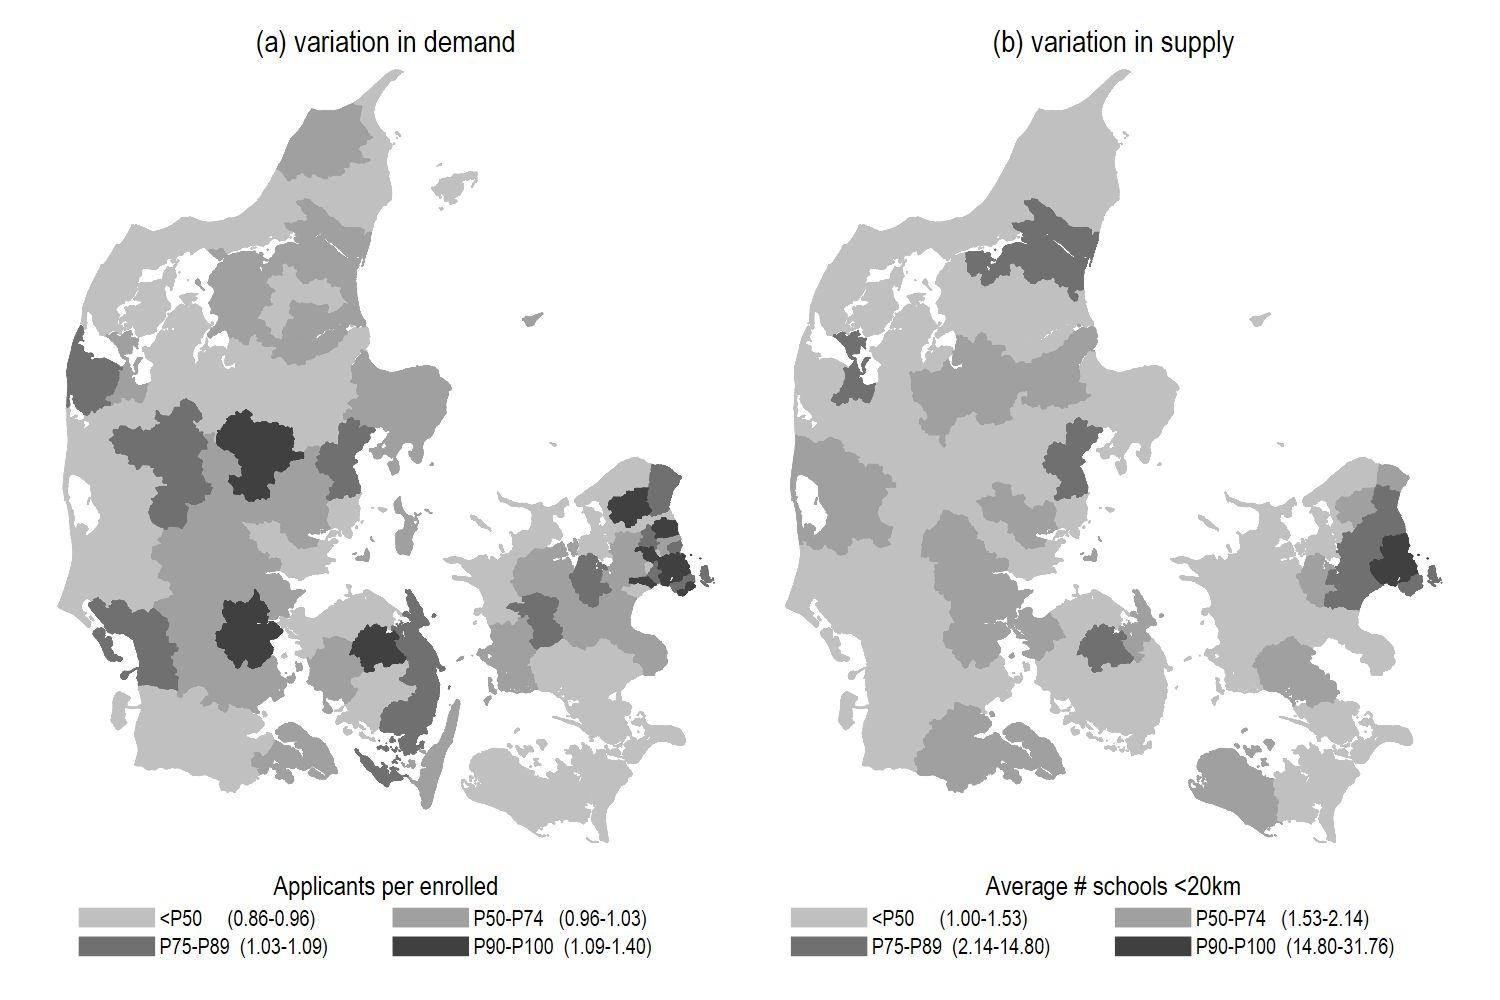 (a) variation in demand
(b) variation in supply
Applicants per enrolled
<P50 (0.86-0.96) P50-P74 (0.96-1.03)
P75-P89 (1.03-1.09) P90-P100 (1.09-1.40)
Average # schools <20km
<P50 (1.00-1.53) P50-P74 (1.53-2.14)
P75-P89 (2.14-14.80) P90-P100 (14.80-31.76)